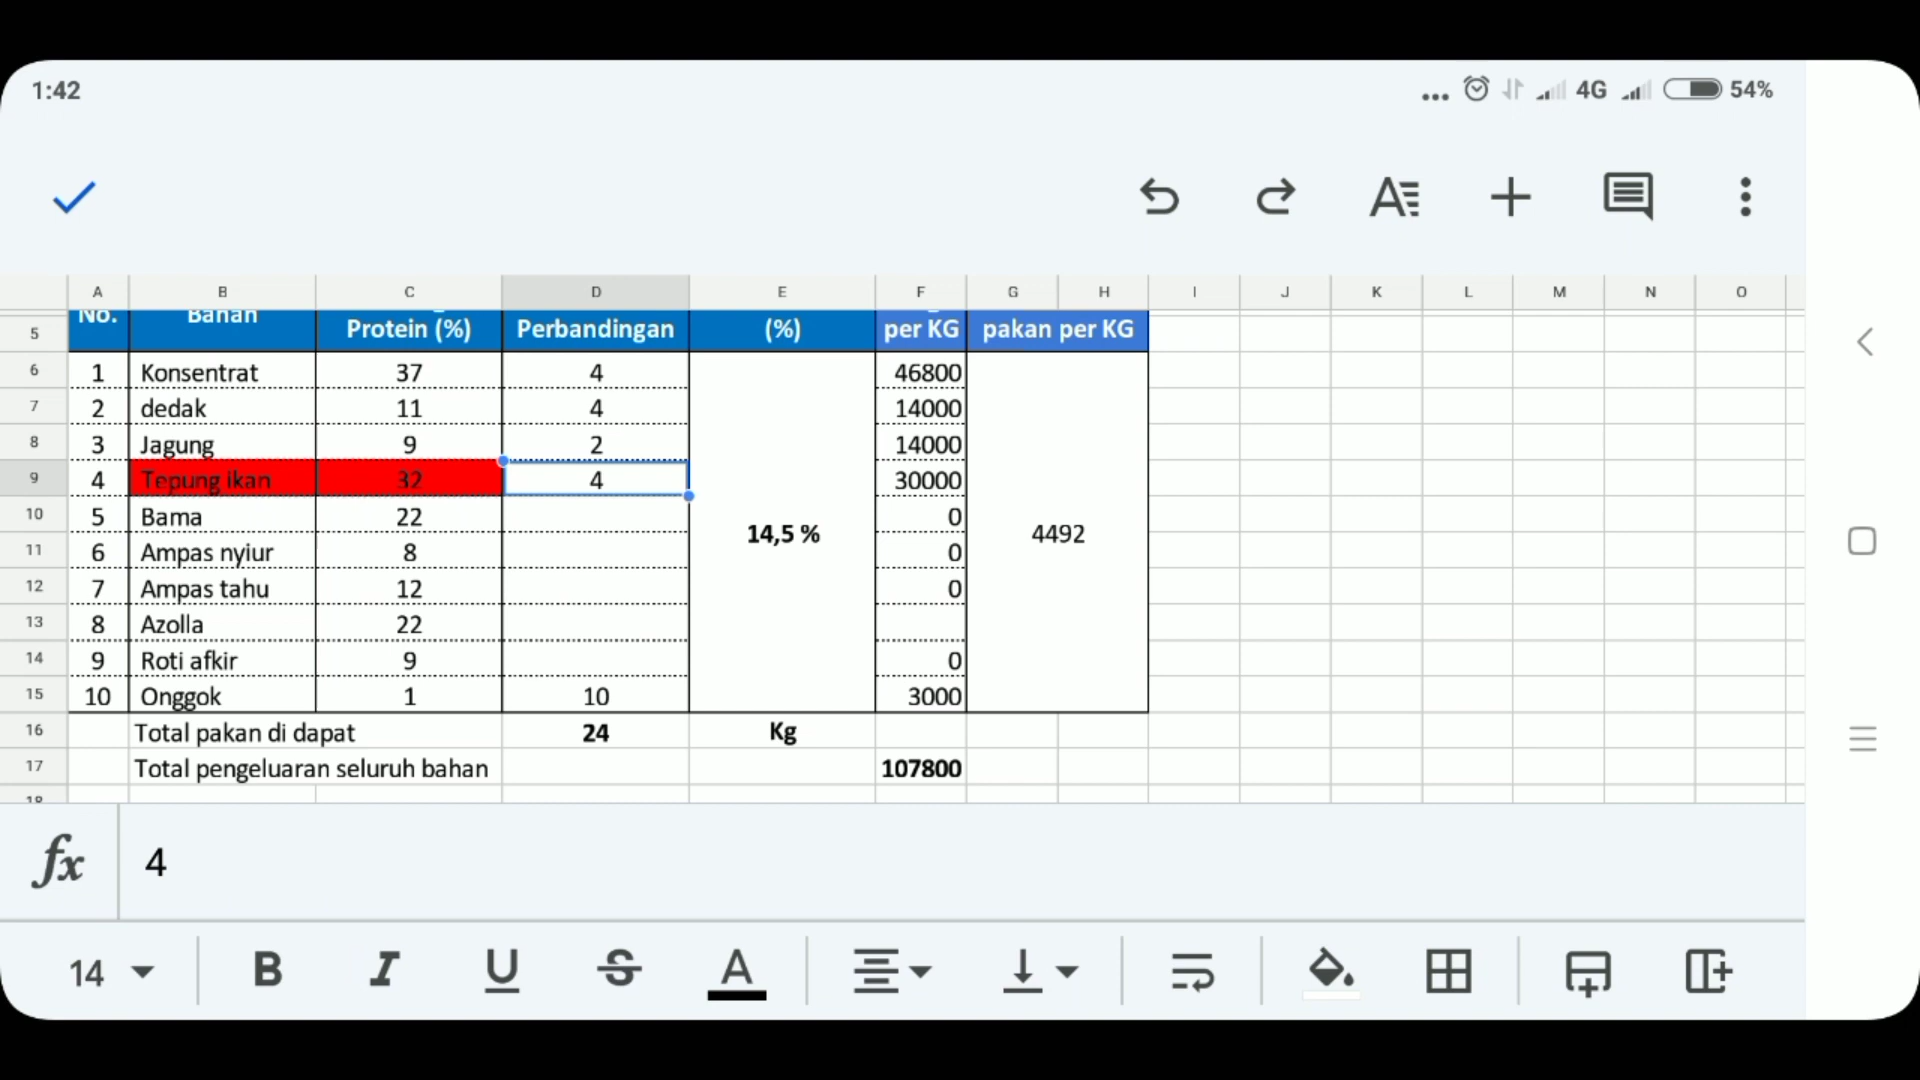 1:42 ... 4G 54%
A B C D E F G H I J K L M N O
No. Bahan
5 Protein (%) Perbandingan (%) per KG pakan per KG
6 1 Konsentrat 37 4 46800
7 2 dedak 11 4 14000
8 3 Jagung 9 2 14000
9 4 Tepung ikan 32 4 30000
10 5 Bama 22 0
14,5 % 4492
11 6 Ampas nyiur 8 0
12 7 Ampas tahu 12 0
13 8 Azolla 22
14 9 Roti afkir 9 0
15 10 Onggok 1 10 3000
16 Total pakan di dapat 24 Kg
17 Total pengeluaran seluruh bahan 107800
18
fx 4
14 B I U S A